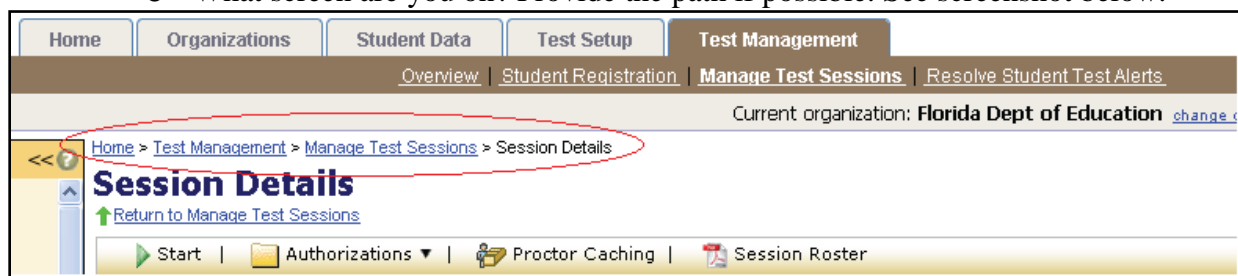 What screen are you on? Provide the path if possible. See screenshot below.
Home Organizations Student Data Test Setup Test Management
Overview | Student Registration | Manage Test Sessions | Resolve Student Test Alerts
Current organization: Florida Dept of Education change
<< ? Home > Test Management > Manage Test Sessions > Session Details
Session Details
Return to Manage Test Sessions
Start | Authorizations ▼ | Proctor Caching | Session Roster